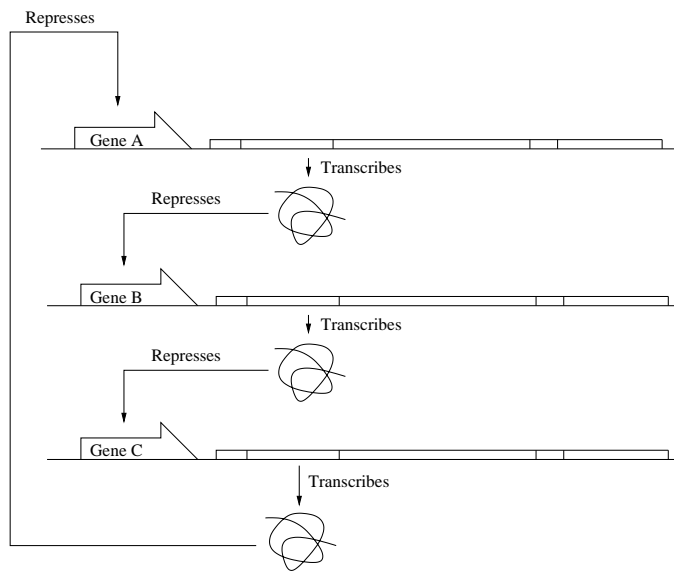 Represses
Gene A
Transcribes
Represses
Gene B
Transcribes
Represses
Gene C
Transcribes